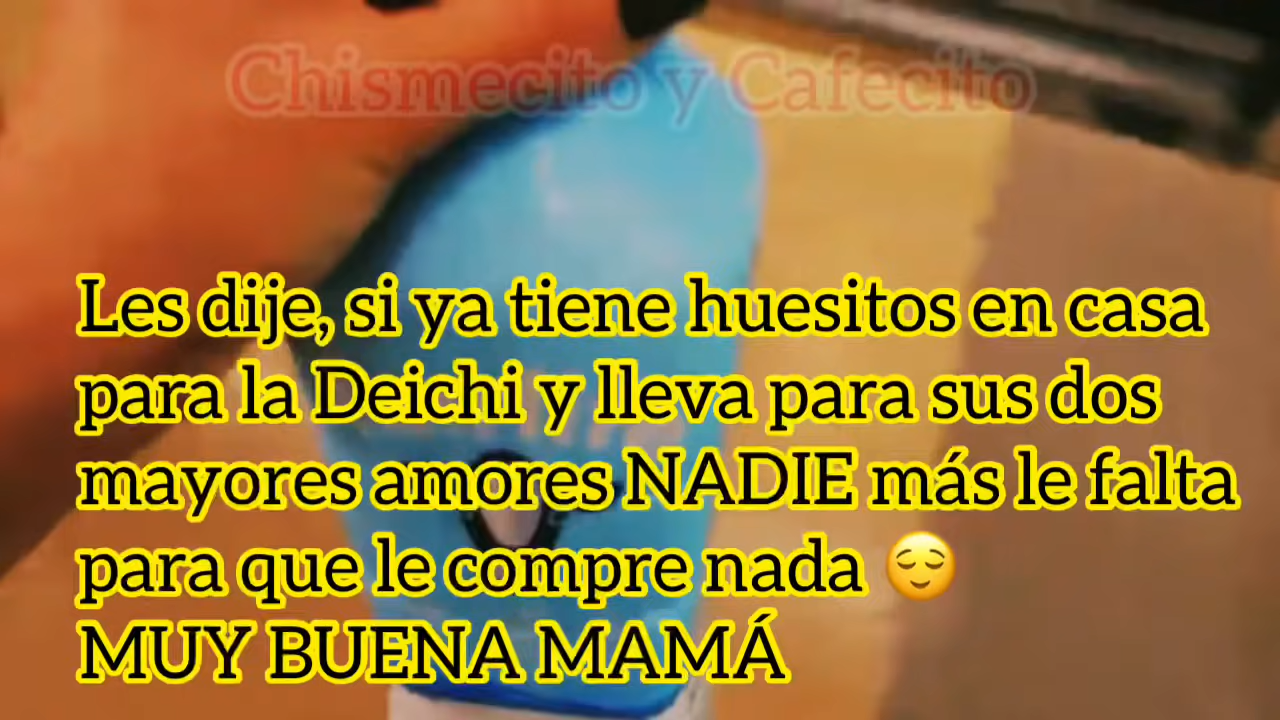 Chismecito y Cafecito
Les dije, si ya tiene huesitos en casa
para la Deichi y lleva para sus dos
mayores amores NADIE más le falta
para que le compre nada 😌
MUY BUENA MAMÁ